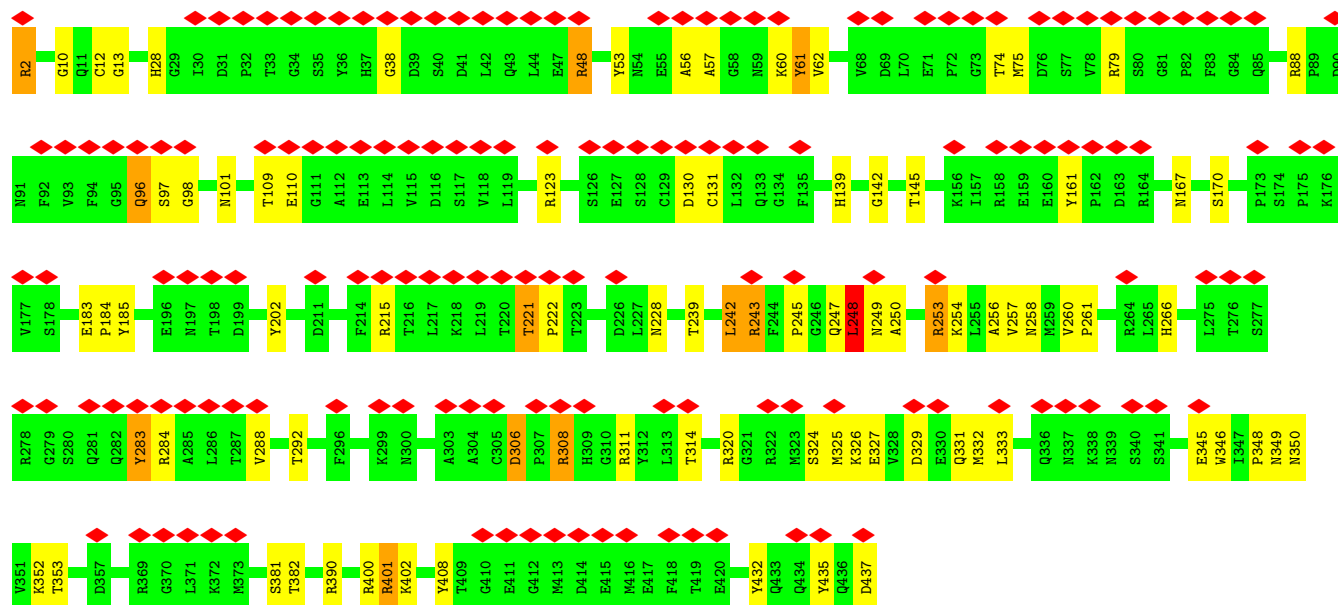 R2 G10 Q11 C12 G13 H28 G29 I30 D31 P32 T33 G34 S35 Y36 H37 G38 D39 S40 D41 L42 Q43 L44 E47 R48 Y53 N54 E55 A56 A57 G58 N59 K60 Y61 V62 V68 D69 L70 E71 P72 G73 T74 M75 D76 S77 V78 R79 S80 G81 P82 F83 G84 Q85 R88 P89 D90
N91 F92 V93 F94 G95 Q96 S97 G98 N101 T109 E110 G111 A112 E113 L114 V115 D116 S117 V118 L119 R123 S126 E127 S128 C129 D130 C131 L132 Q133 G134 F135 H139 G142 T145 K156 I157 R158 E159 E160 Y161 P162 D163 R164 N167 S170 P173 S174 P175 K176
V177 S178 E183 P184 Y185 E196 N197 T198 D199 Y202 D211 F214 R215 T216 L217 K218 L219 T220 T221 P222 T223 D226 L227 N228 T239 L242 R243 F244 P245 G246 Q247 L248 N249 A250 R253 K254 L255 A256 V257 N258 M259 V260 P261 R264 L265 H266 L275 T276 S277
R278 G279 S280 Q281 Q282 Y283 R284 A285 L286 T287 V288 T292 F296 K299 N300 A303 A304 C305 D306 P307 R308 H309 G310 R311 Y312 L313 T314 R320 G321 R322 M323 S324 M325 K326 E327 V328 D329 E330 Q331 M332 L333 Q336 N337 K338 N339 S340 S341 E345 W346 I347 P348 N349 N350
V351 K352 T353 D357 R369 G370 L371 K372 M373 S381 T382 R390 R400 R401 K402 Y408 T409 G410 E411 G412 M413 D414 E415 M416 E417 F418 T419 E420 Y432 Q433 Q434 Y435 Q436 D437